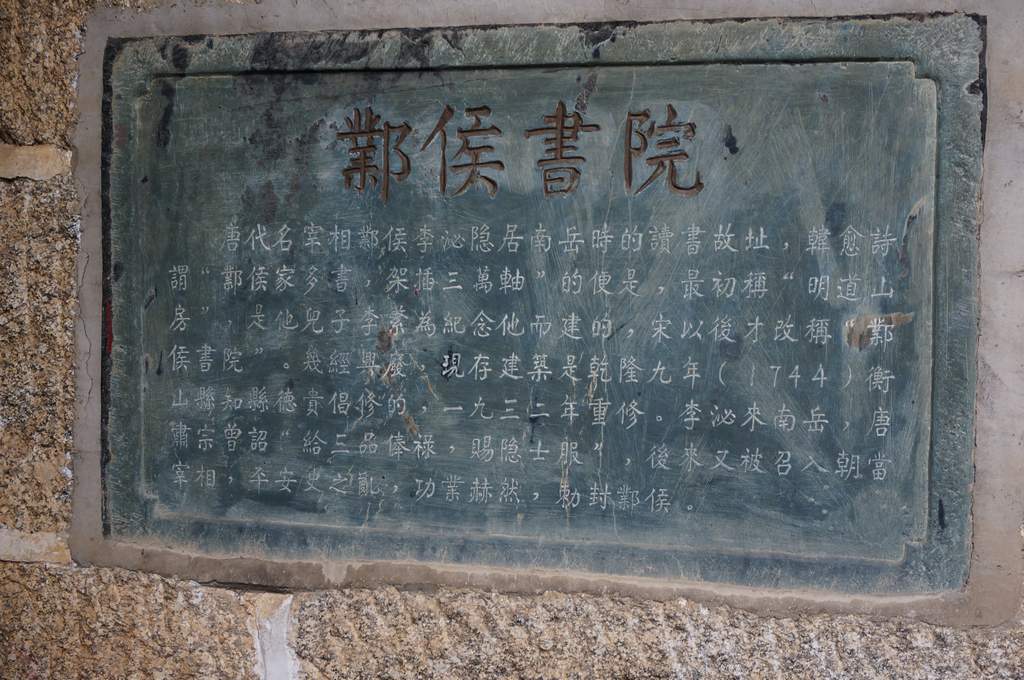 鄴侯書院
唐代名宰相鄴侯李泌隐居南岳時的讀書故址，韓愈詩
謂“鄴侯家多書，架插三萬軸”的便是，最初稱“明道山
房”，是他兒子李繁為紀念他而建的，宋以後才改稱“鄴
侯書院”。幾經興廢，現存建築是乾隆九年（1744）衡
山縣知縣德貴倡修的，一九三二年重修。李泌來南岳，唐
肅宗曾詔“給三品俸禄，賜隐士服”，後來又被召入朝當
宰相，平安史之亂，功業赫然，勅封鄴侯。